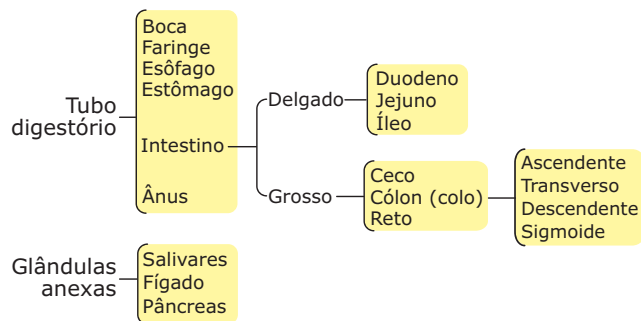 Tubo
digestório
Boca
Faringe
Esôfago
Estômago
Intestino
Ânus
Delgado
Duodeno
Jejuno
Íleo
Grosso
Ceco
Cólon (colo)
Reto
Ascendente
Transverso
Descendente
Sigmoide
Glândulas
anexas
Salivares
Fígado
Pâncreas